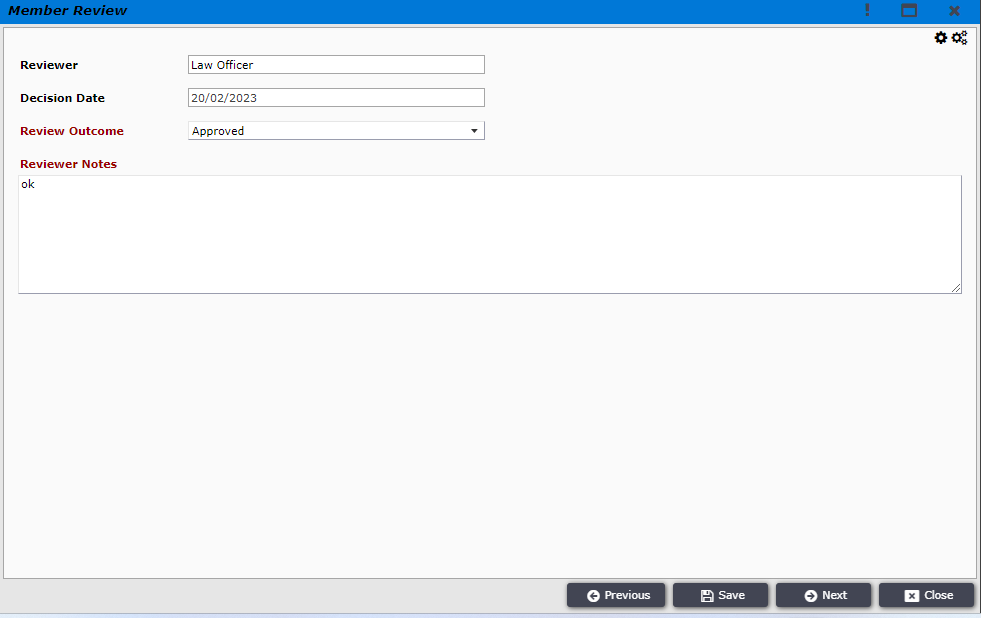 Member Review
Reviewer Law Officer
Decision Date 20/02/2023
Review Outcome Approved
Reviewer Notes
ok
Previous Save Next Close